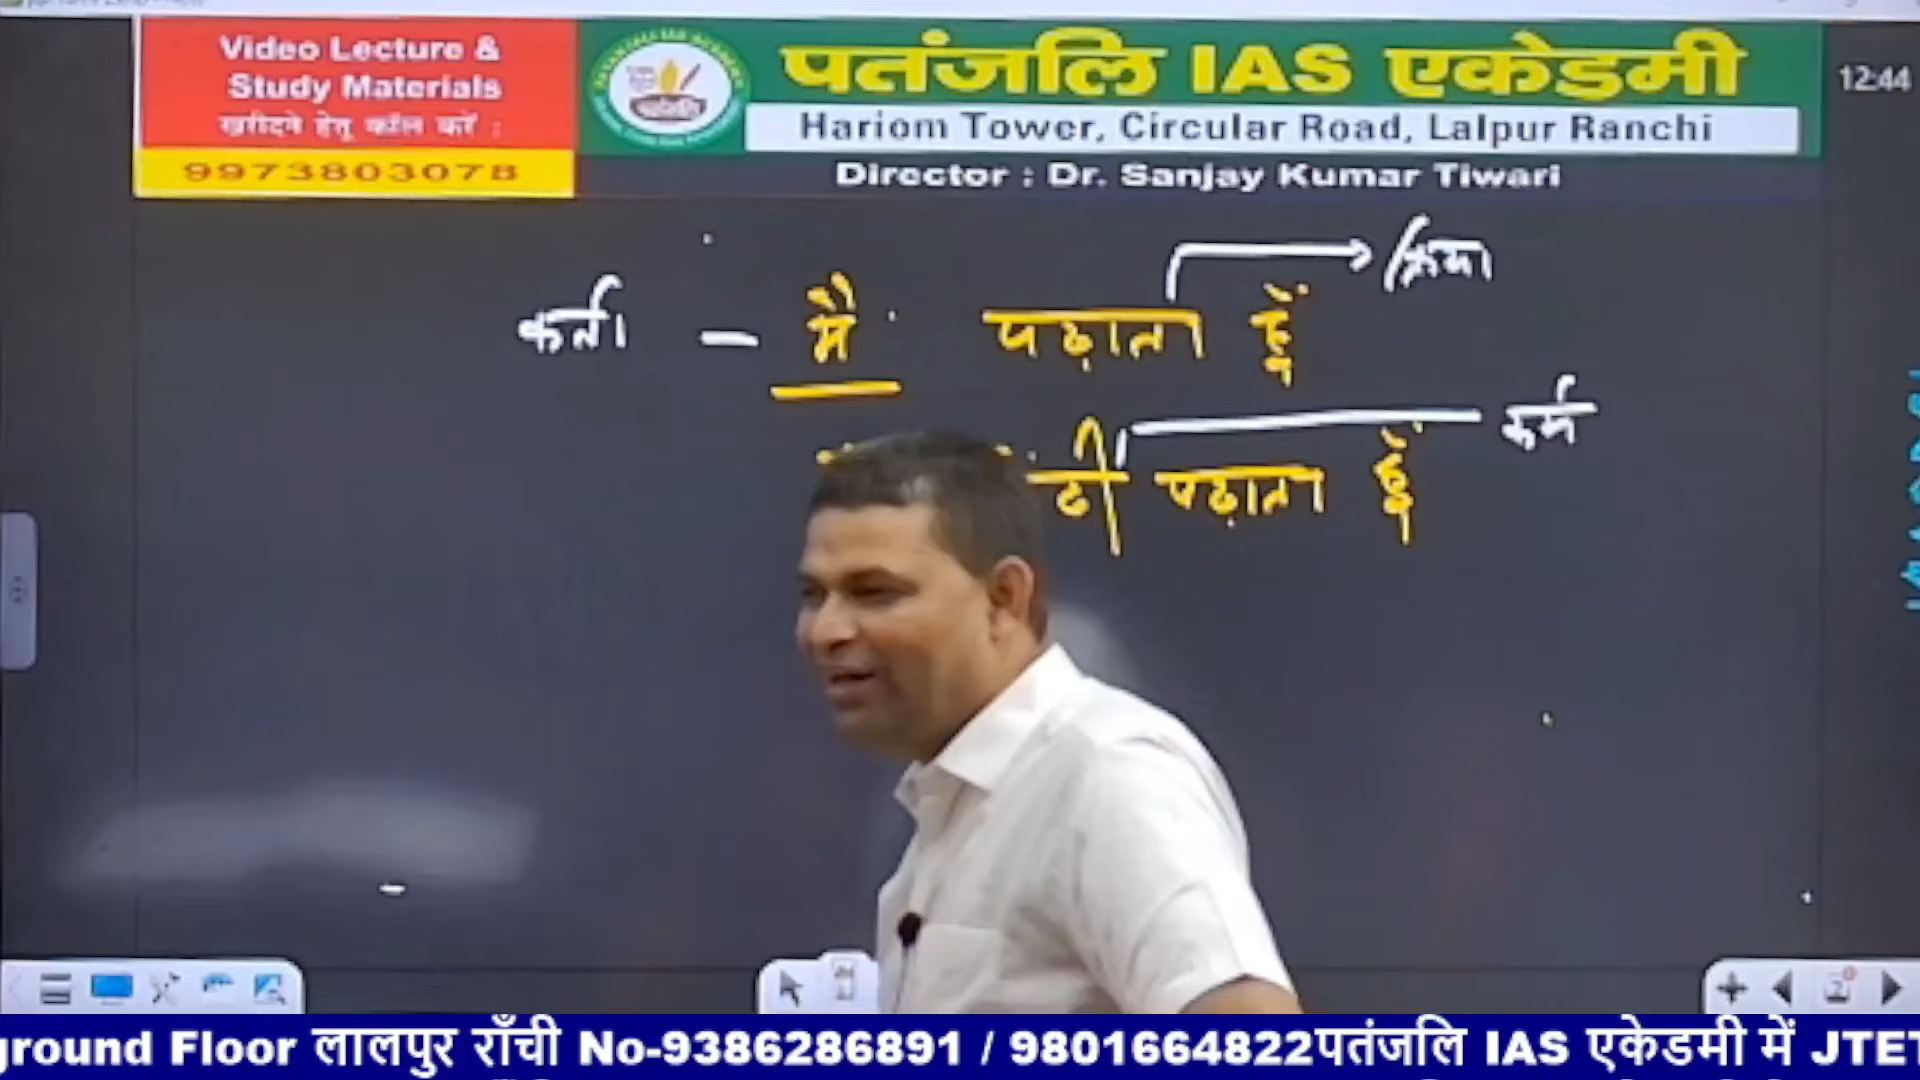 Video Lecture &
Study Materials
खरीदने हेतू कॉल करें :
9973803078
पतंजलि IAS एकेडमी
Hariom Tower, Circular Road, Lalpur Ranchi
Director : Dr. Sanjay Kumar Tiwari
12:44
क्रिया
कर्ता - मैं पढ़ाता हूँ
कर्म
पढ़ाता हूँ
ground Floor लालपुर राँची No-9386286891 / 9801664822पतंजलि IAS एकेडमी में JTET